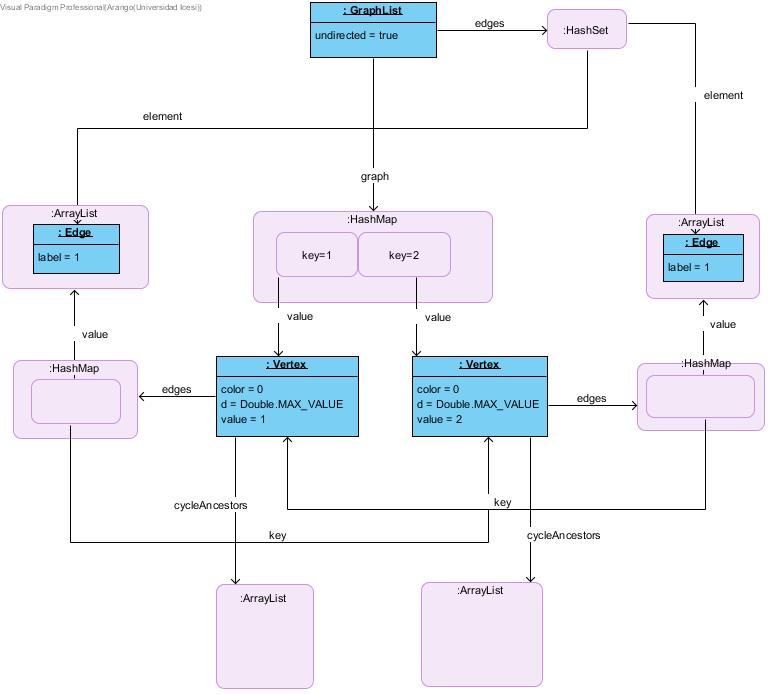 Visual Paradigm Professional(Arango(Universidad Icesi))
: GraphList
undirected = true
edges
:HashSet
element
element
graph
:ArrayList
: Edge
label = 1
:HashMap
key=1
key=2
:ArrayList
: Edge
label = 1
value
value
value
value
:HashMap
: Vertex
color = 0
d = Double.MAX_VALUE
value = 1
: Vertex
color = 0
d = Double.MAX_VALUE
value = 2
:HashMap
edges
edges
cycleAncestors
key
key
cycleAncestors
:ArrayList
:ArrayList